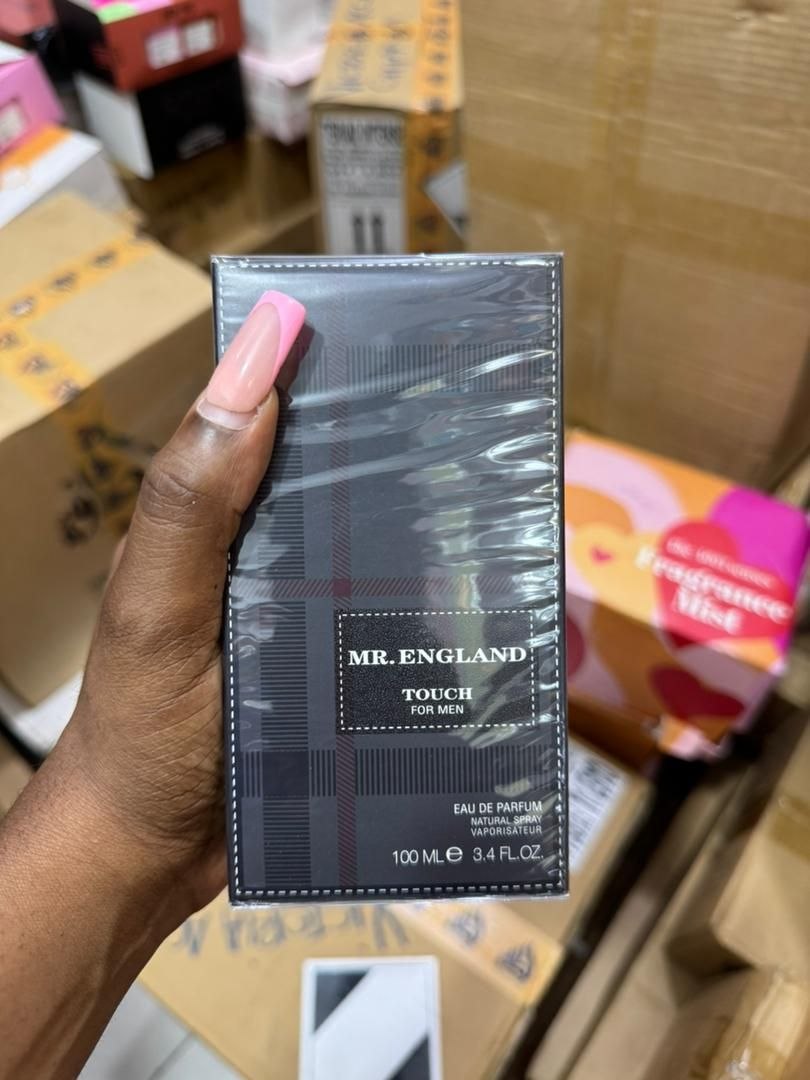 11
Fragrance
Mist
MR. ENGLAND
TOUCH
FOR MEN
EAU DE PARFUM
NATURAL SPRAY
VAPORISATEUR
100 ML℮ 3.4 FL.OZ.